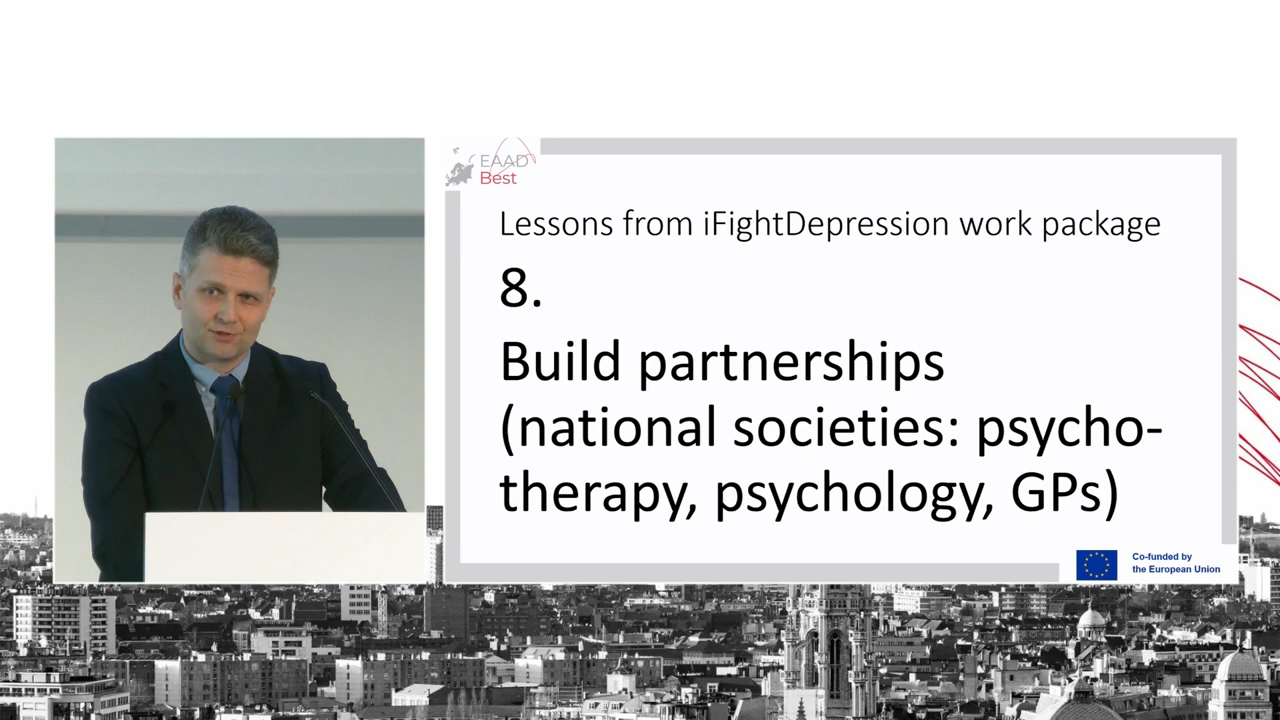 EAAD
Best
Lessons from iFightDepression work package
8.
Build partnerships
(national societies: psycho-
therapy, psychology, GPs)
Co-funded by
the European Union